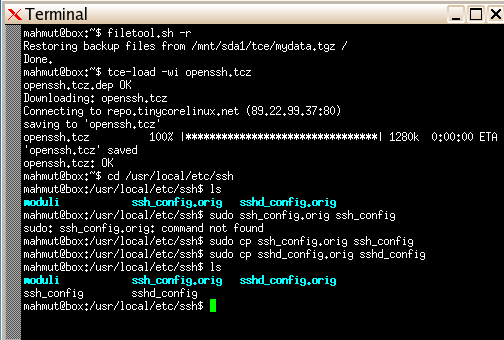 Terminal
mahmut@box:~$ filetool.sh -r
Restoring backup files from /mnt/sda1/tce/mydata.tgz /
Done.
mahmut@box:~$ tce-load -wi openssh.tcz
openssh.tcz.dep OK
Downloading: openssh.tcz
Connecting to repo.tinycorelinux.net (89.22.99.37:80)
saving to 'openssh.tcz'
openssh.tcz 100% |********************************| 1280k 0:00:00 ETA
'openssh.tcz' saved
openssh.tcz: OK
mahmut@box:~$ cd /usr/local/etc/ssh
mahmut@box:/usr/local/etc/ssh$ ls
moduli ssh_config.orig sshd_config.orig
mahmut@box:/usr/local/etc/ssh$ sudo ssh_config.orig ssh_config
sudo: ssh_config.orig: command not found
mahmut@box:/usr/local/etc/ssh$ sudo cp ssh_config.orig ssh_config
mahmut@box:/usr/local/etc/ssh$ sudo cp sshd_config.orig sshd_config
mahmut@box:/usr/local/etc/ssh$ ls
moduli ssh_config.orig sshd_config.orig
ssh_config sshd_config
mahmut@box:/usr/local/etc/ssh$